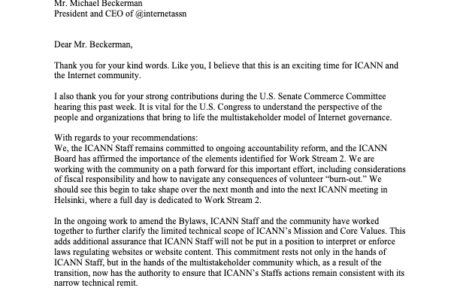 Mr. Michael Beckerman
President and CEO of @internetassn
Dear Mr. Beckerman,
Thank you for your kind words. Like you, I believe that this is an exciting time for ICANN and
the Internet community.
I also thank you for your strong contributions during the U.S. Senate Commerce Committee
hearing this past week. It is vital for the U.S. Congress to understand the perspective of the
people and organizations that bring to life the multistakeholder model of Internet governance.
With regards to your recommendations:
We, the ICANN Staff remains committed to ongoing accountability reform, and the ICANN
Board has affirmed the importance of the elements identified for Work Stream 2. We are
working with the community on a path forward for this important effort, including considerations
of fiscal responsibility and how to navigate any consequences of volunteer “burn-out.” We
should see this begin to take shape over the next month and into the next ICANN meeting in
Helsinki, where a full day is dedicated to Work Stream 2.
In the ongoing work to amend the Bylaws, ICANN Staff and the community have worked
together to further clarify the limited technical scope of ICANN’s Mission and Core Values. This
adds additional assurance that ICANN Staff will not be put in a position to interpret or enforce
laws regulating websites or website content. This commitment rests not only in the hands of
ICANN Staff, but in the hands of the multistakeholder community which, as a result of the
transition, now has the authority to ensure that ICANN’s Staffs actions remain consistent with its
narrow technical remit.